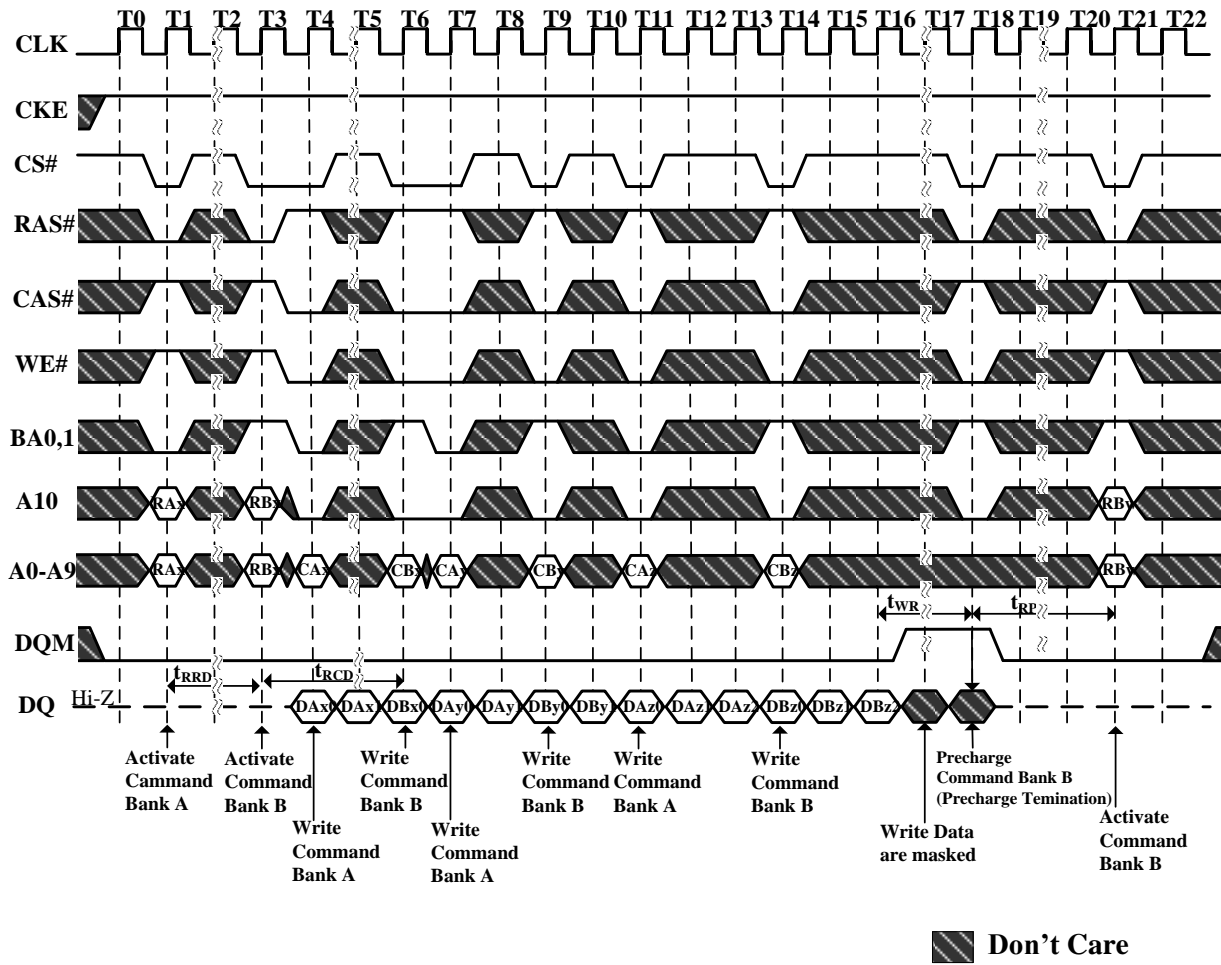 T0 T1 T2 T3 T4 T5 T6 T7 T8 T9 T10 T11 T12 T13 T14 T15 T16 T17 T18 T19 T20 T21 T22
CLK
CKE
CS#
RAS#
CAS#
WE#
BA0,1
A10 RAx RBx RBw
A0-A9 RAx RBx CAx CBx CAy CBy CAz CBz RBw
tWR tRP
DQM
tRRD tRCD
DQ Hi-Z DAx0 DAx1 DBx0 DAy0 DAy1 DBy0 DBy1 DAz0 DAz1 DAz2 DBz0 DBz1 DBz2
Activate
Cammand
Bank A
Activate
Command
Bank B
Write
Command
Bank A
Write
Command
Bank B
Write
Command
Bank A
Write
Command
Bank B
Write
Command
Bank A
Write
Command
Bank B
Write Data
are masked
Precharge
Command Bank B
(Precharge Temination)
Activate
Command
Bank B
Don't Care